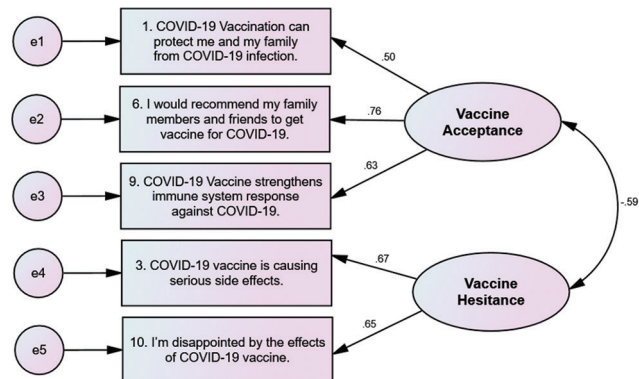 e1
1. COVID-19 Vaccination can
protect me and my family
from COVID-19 infection.
.50
e2
6. I would recommend my family
members and friends to get
vaccine for COVID-19.
.76
Vaccine
Acceptance
e3
9. COVID-19 Vaccine strengthens
immune system response
against COVID-19.
.63
-.59
e4
3. COVID-19 vaccine is causing
serious side effects.
.67
Vaccine
Hesitance
e5
10. I'm disappointed by the effects
of COVID-19 vaccine.
.65